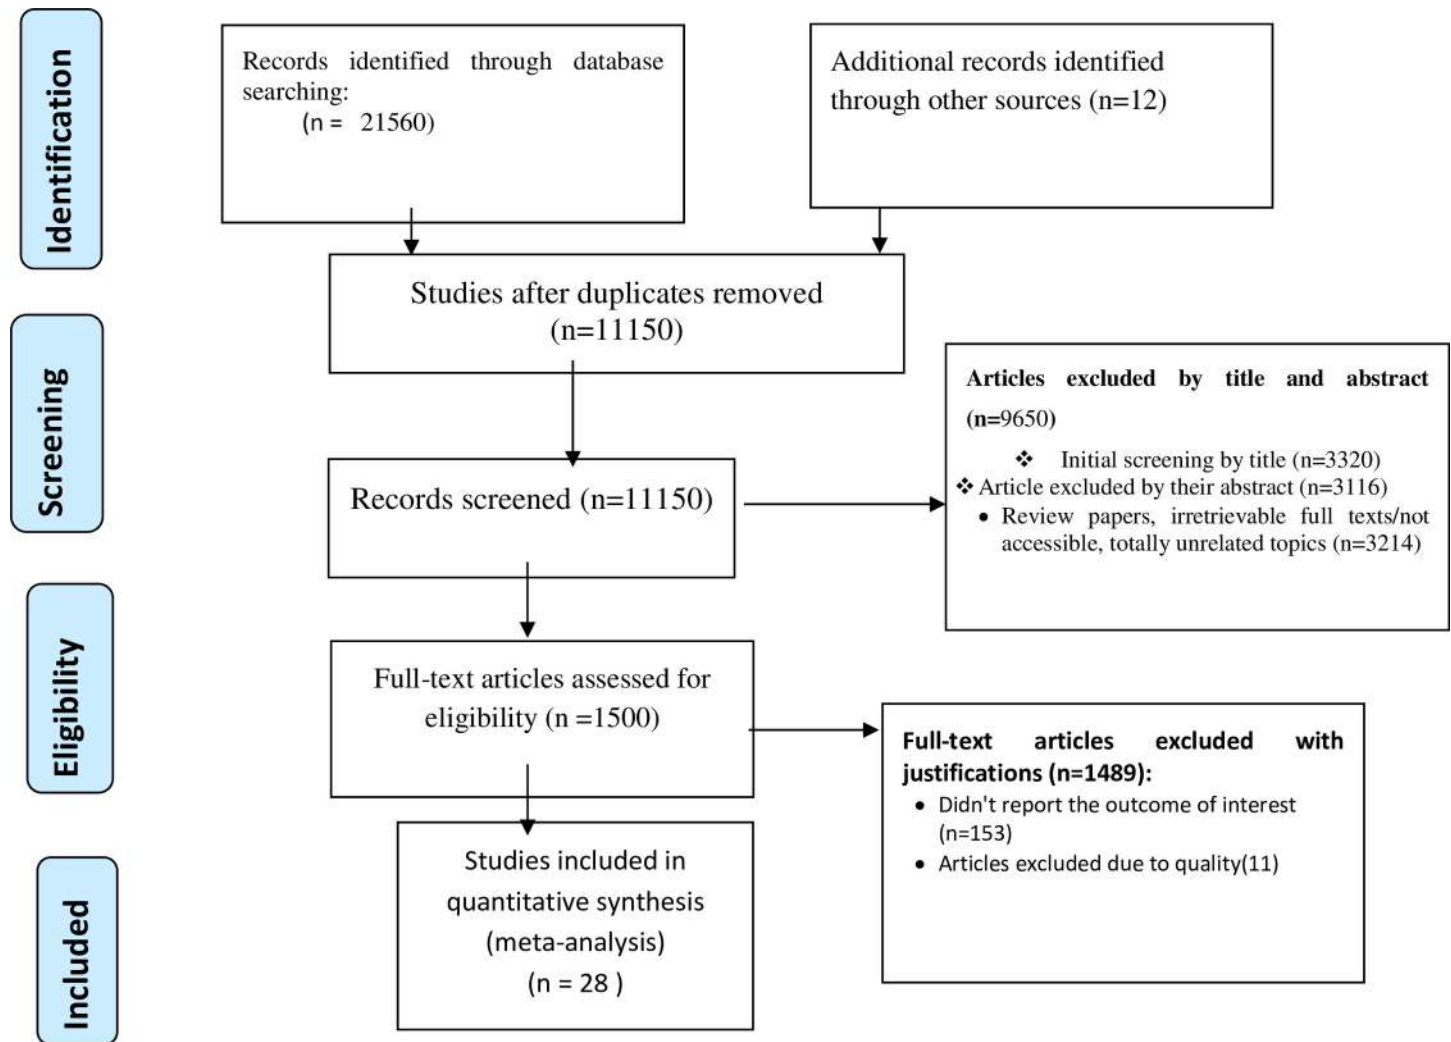 Identification
Records identified through database
searching:
(n = 21560)
Additional records identified
through other sources (n=12)
Studies after duplicates removed
(n=11150)
Screening
Articles excluded by title and abstract
(n=9650)
❖ Initial screening by title (n=3320)
❖ Article excluded by their abstract (n=3116)
• Review papers, irretrievable full texts/not
accessible, totally unrelated topics (n=3214)
Records screened (n=11150)
Eligibility
Full-text articles assessed for
eligibility (n =1500)
Full-text articles excluded with
justifications (n=1489):
• Didn't report the outcome of interest
(n=153)
• Articles excluded due to quality(11)
Included
Studies included in
quantitative synthesis
(meta-analysis)
(n = 28 )